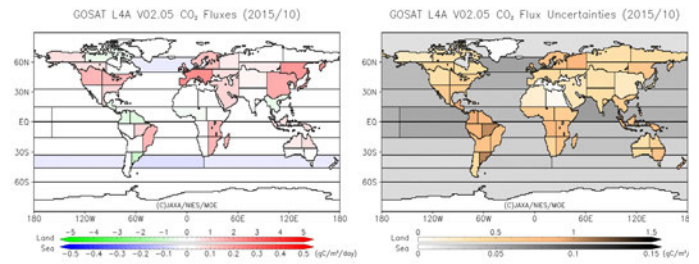 GOSAT L4A V02.05 CO₂ Fluxes (2015/10)
60N
30N
EQ
30S
60S
(C)JAXA/NIES/MOE
180 120W 60W 0 60E 120E 180
-5 -4 -3 -2 -1 0 1 2 3 4 5
Land
Sea
-0.5 -0.4 -0.3 -0.2 -0.1 0 0.1 0.2 0.3 0.4 0.5 (gC/m²/day)
GOSAT L4A V02.05 CO₂ Flux Uncertainties (2015/10)
60N
30N
EQ
30S
60S
(C)JAXA/NIES/MOE
180 120W 60W 0 60E 120E 180
0 0.5 1 1.5
Land
Sea
0 0.05 0.1 0.15 (gC/m²/day)